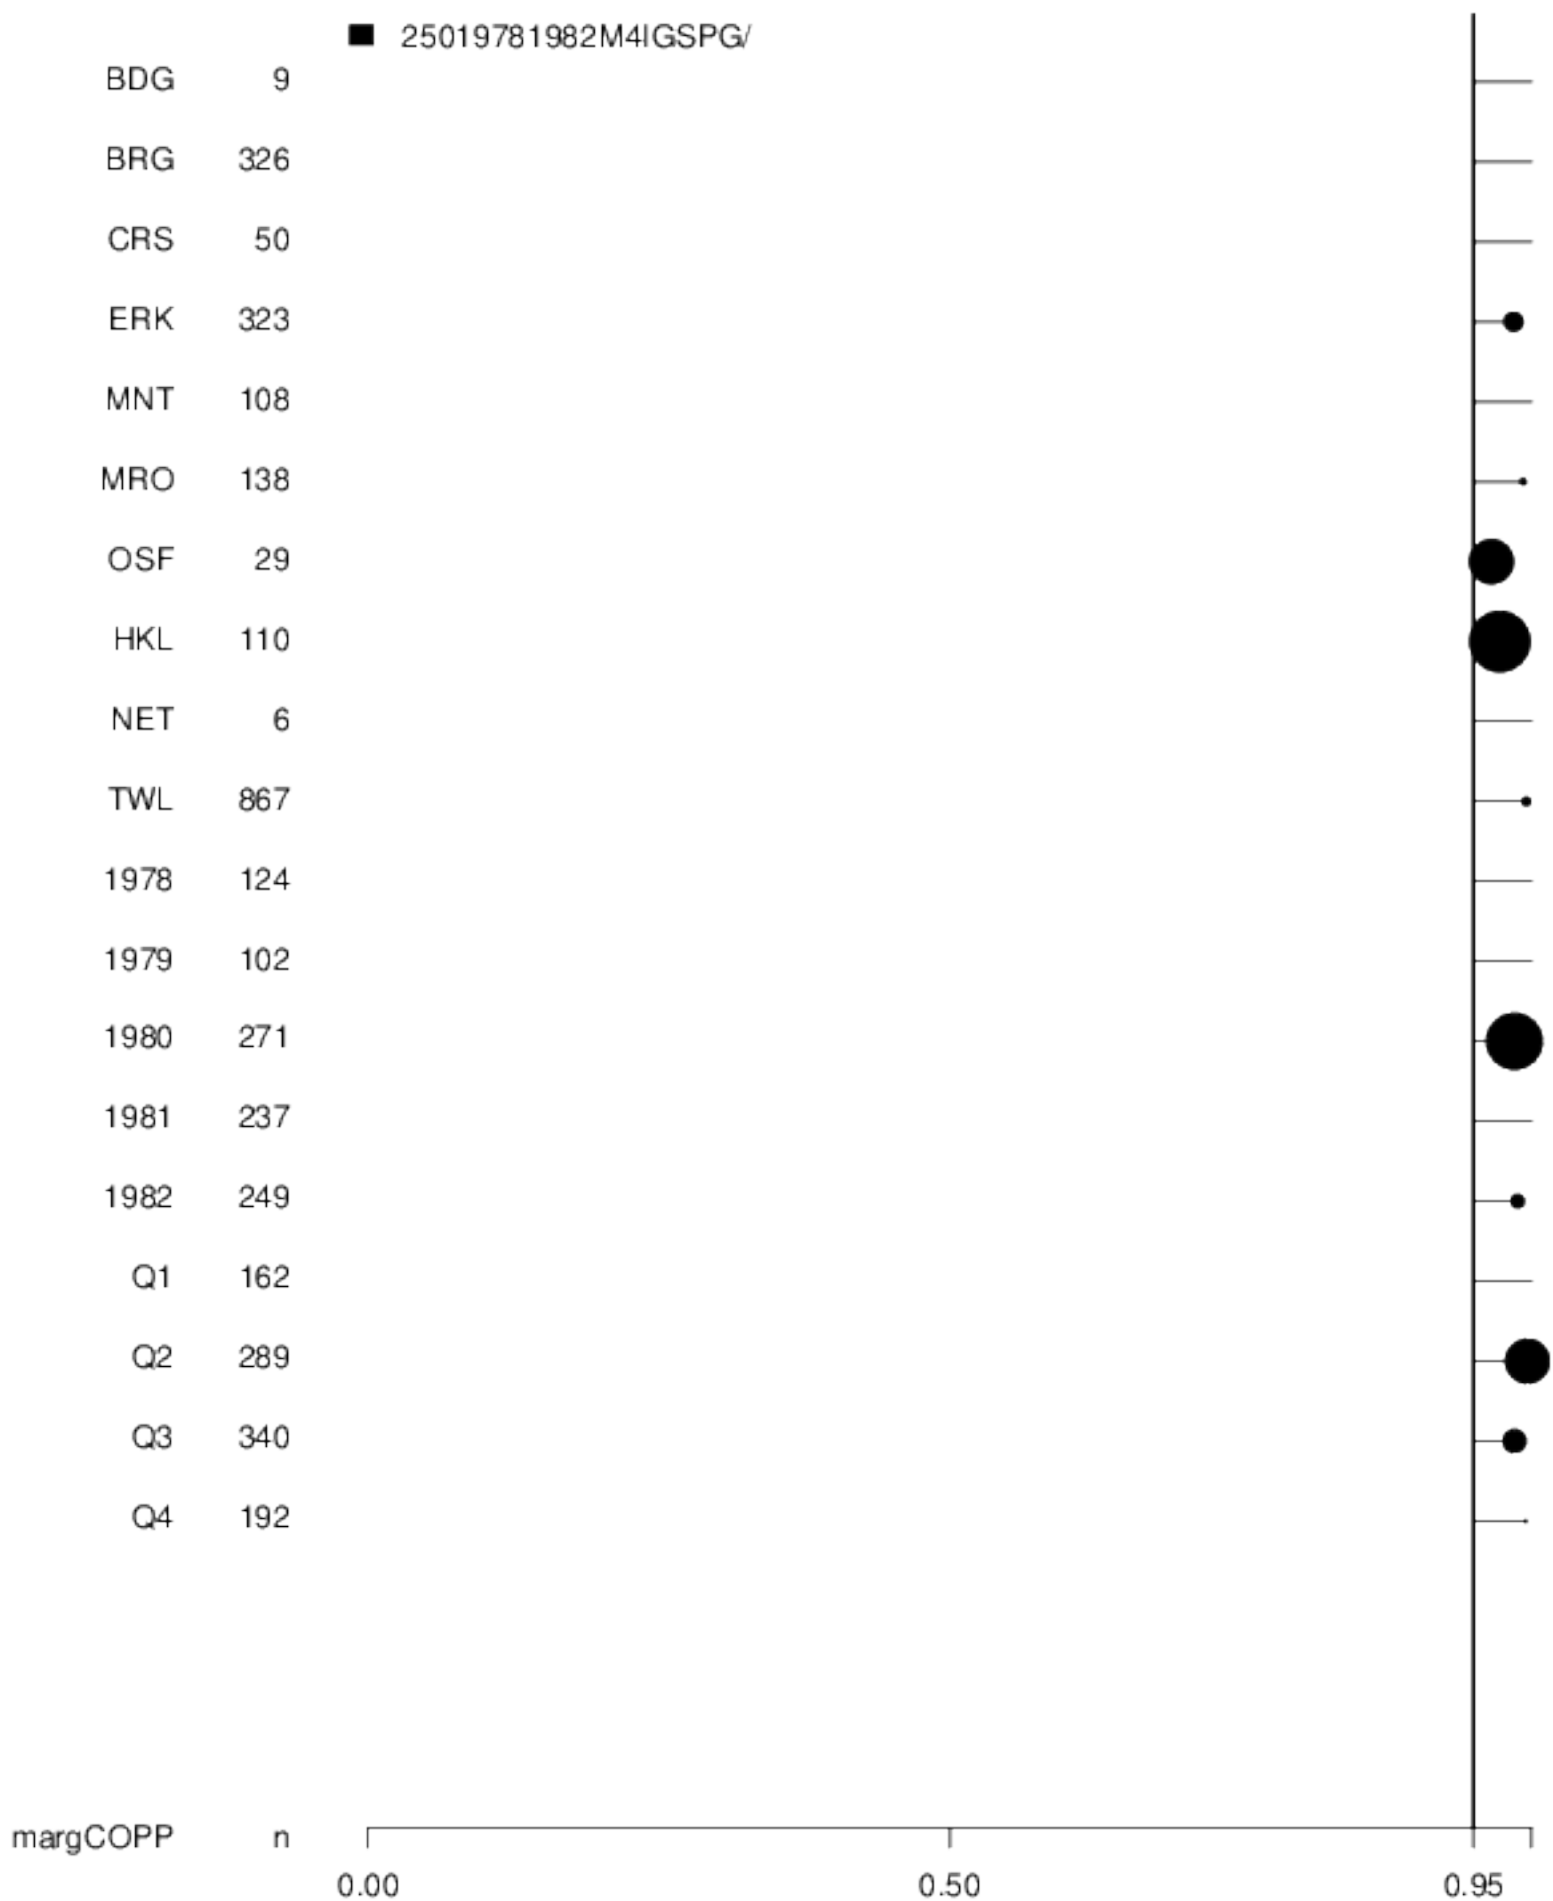 25019781982M4IGSPG/
BDG 9
BRG 326
CRS 50
ERK 323
MNT 108
MRO 138
OSF 29
HKL 110
NET 6
TWL 867
1978 124
1979 102
1980 271
1981 237
1982 249
Q1 162
Q2 289
Q3 340
Q4 192
margCOPP n
0.00 0.50 0.95